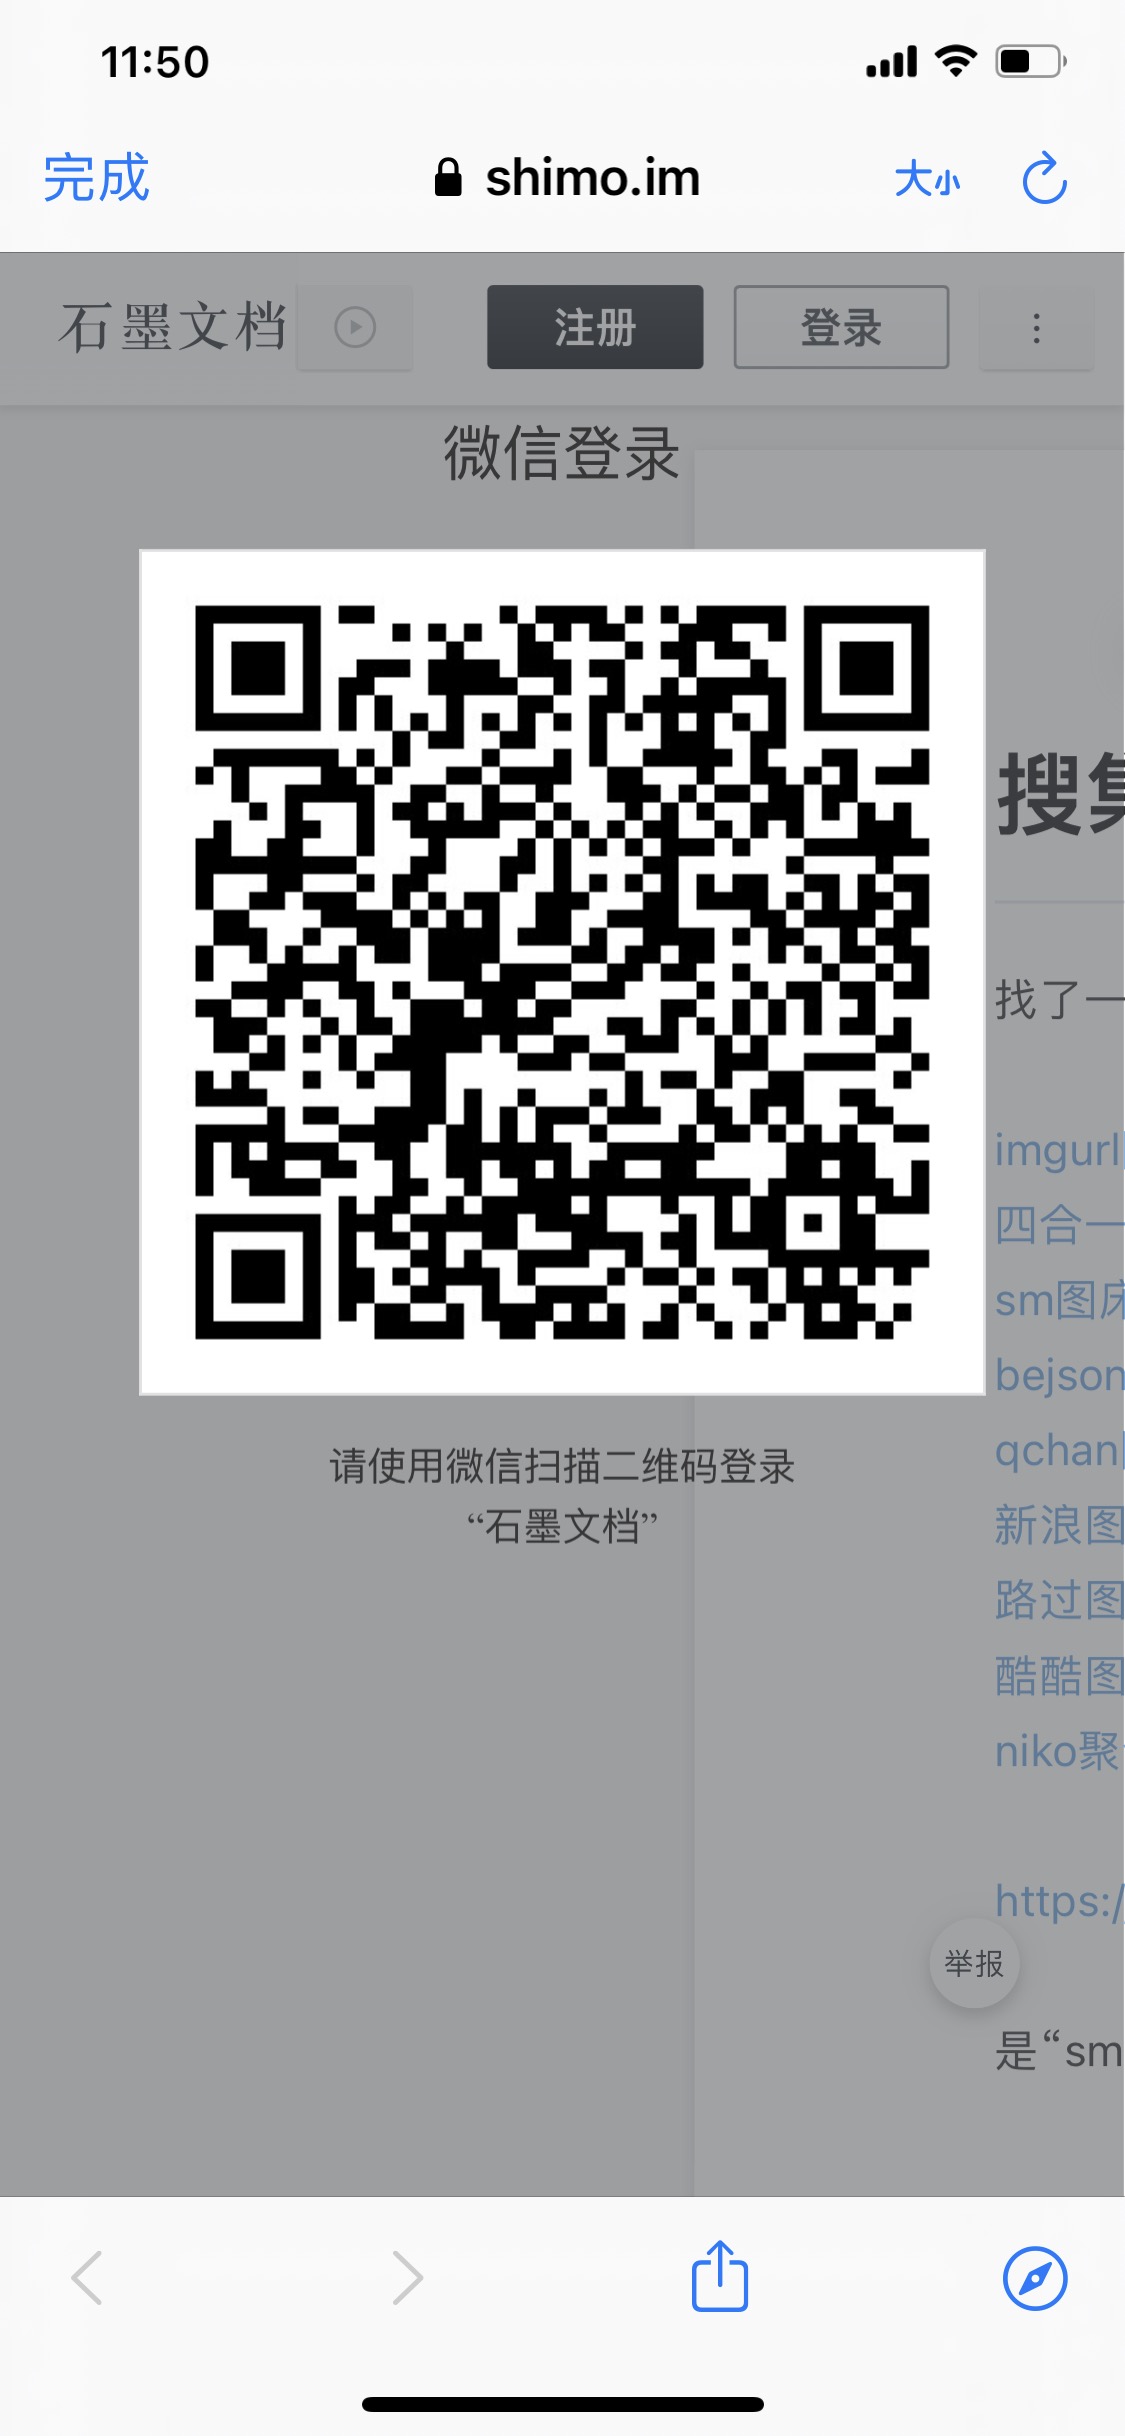 11:50
完成
shimo.im
大小
石墨文档
注册
登录
微信登录
搜集
找了一
imgurl
四合一
sm图床
bejson
qchan
新浪图
路过图
酷酷图
niko聚
请使用微信扫描二维码登录
“石墨文档”
https:/
举报
是“sm